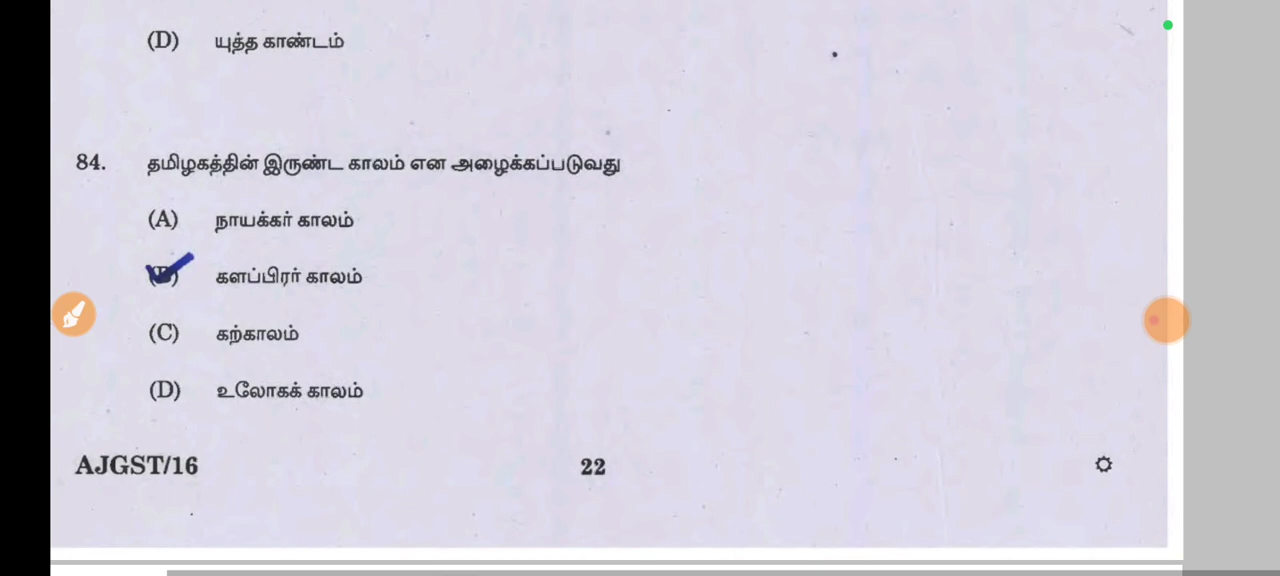 (D) யுத்த காண்டம்
84. தமிழகத்தின் இருண்ட காலம் என அழைக்கப்படுவது
(A) நாயக்கர் காலம்
(B) களப்பிரர் காலம்
(C) கற்காலம்
(D) உலோகக் காலம்
AJGST/16 22